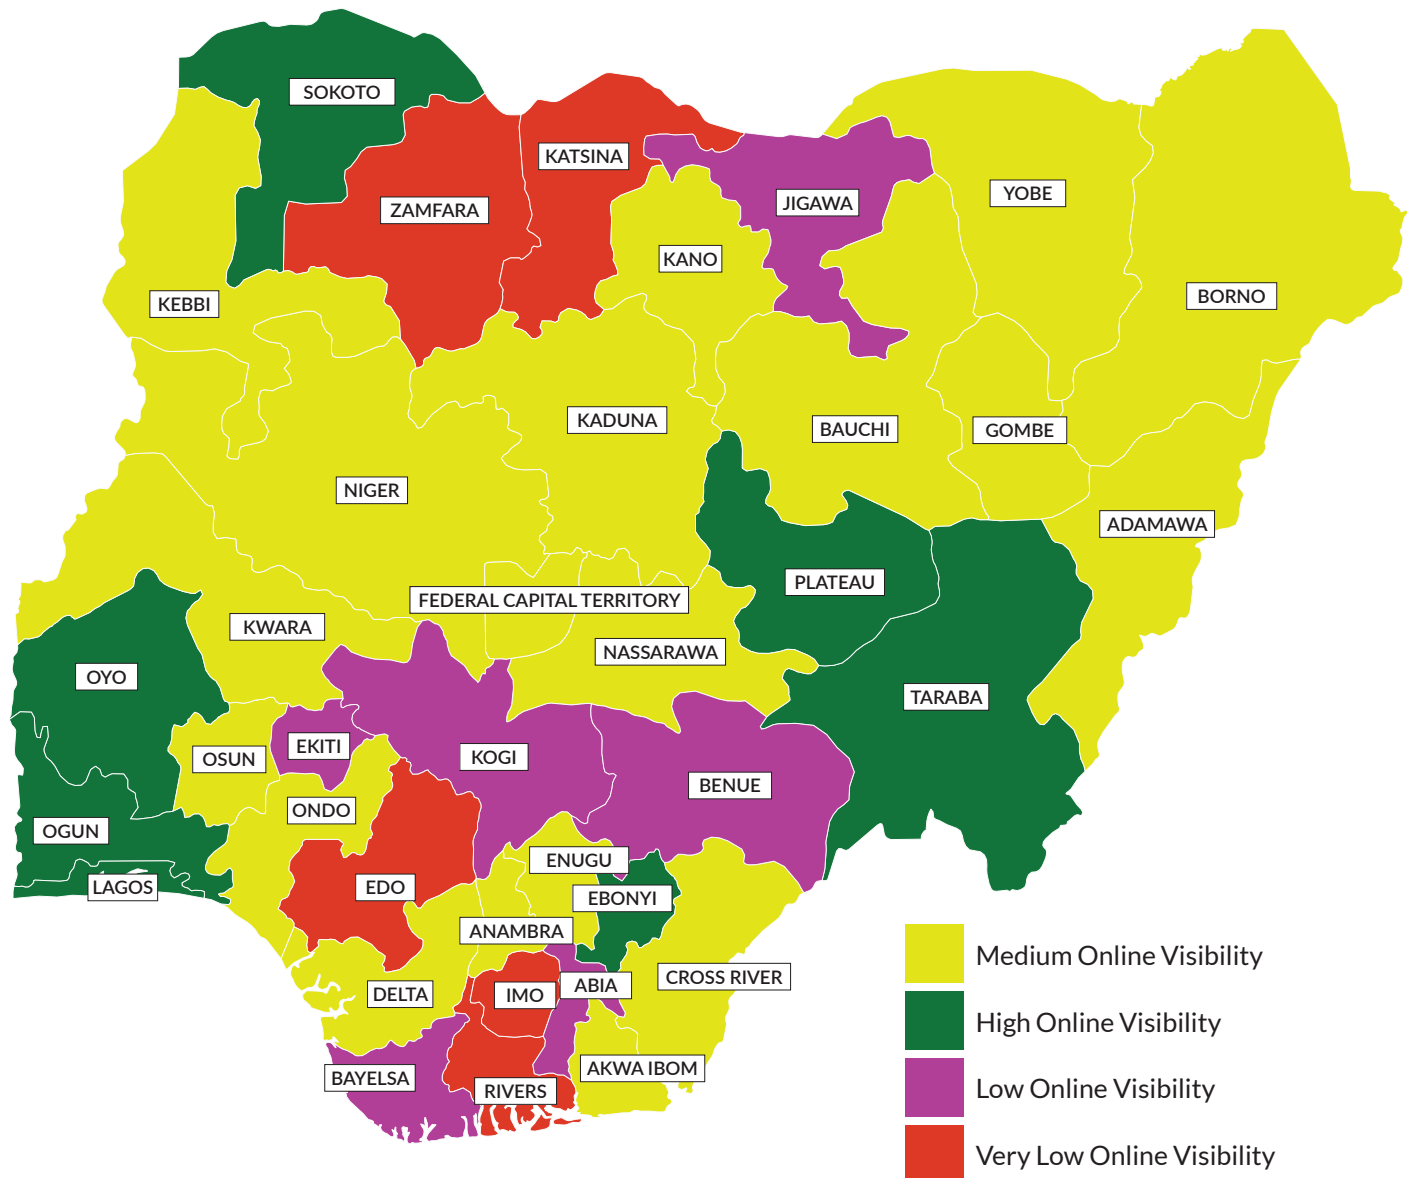 SOKOTO
KATSINA
YOBE
JIGAWA
ZAMFARA
KANO
BORNO
KEBBI
KADUNA
BAUCHI
GOMBE
NIGER
ADAMAWA
PLATEAU
FEDERAL CAPITAL TERRITORY
KWARA
NASSARAWA
OYO
TARABA
EKITI
KOGI
OSUN
BENUE
ONDO
OGUN
ENUGU
LAGOS
EDO
EBONYI
ANAMBRA
CROSS RIVER
ABIA
DELTA
IMO
AKWA IBOM
BAYELSA
RIVERS
Medium Online Visibility
High Online Visibility
Low Online Visibility
Very Low Online Visibility